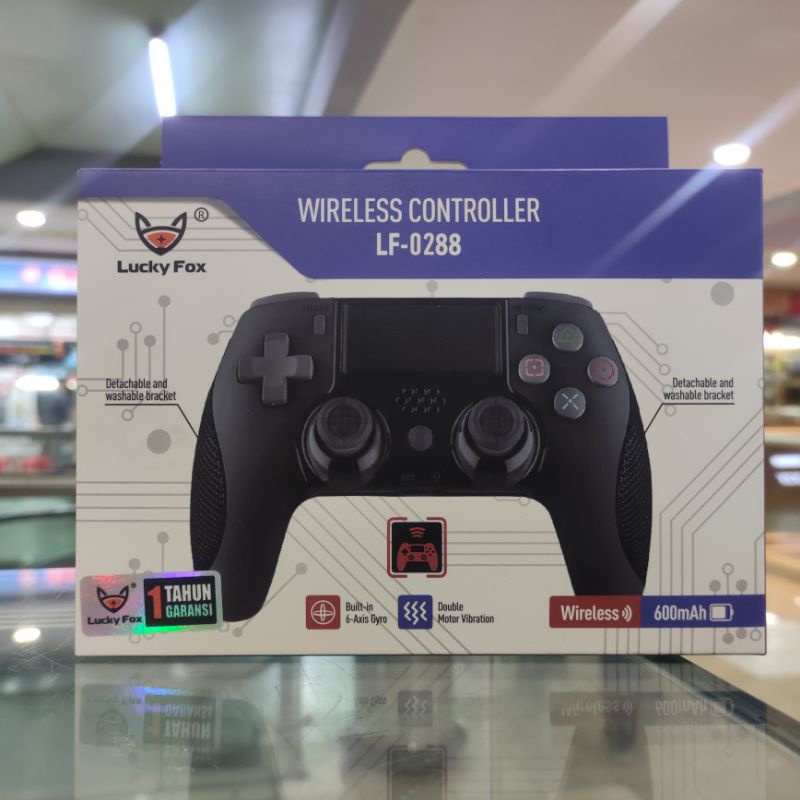 WIRELESS CONTROLLER
LF-0288
®
Lucky Fox
SHARE
Detachable and
washable bracket
Detachable and
washable bracket
Lucky Fox
1 TAHUN
GARANSI
Built-in
6-Axis Gyro
Double
Motor Vibration
Wireless
600mAh